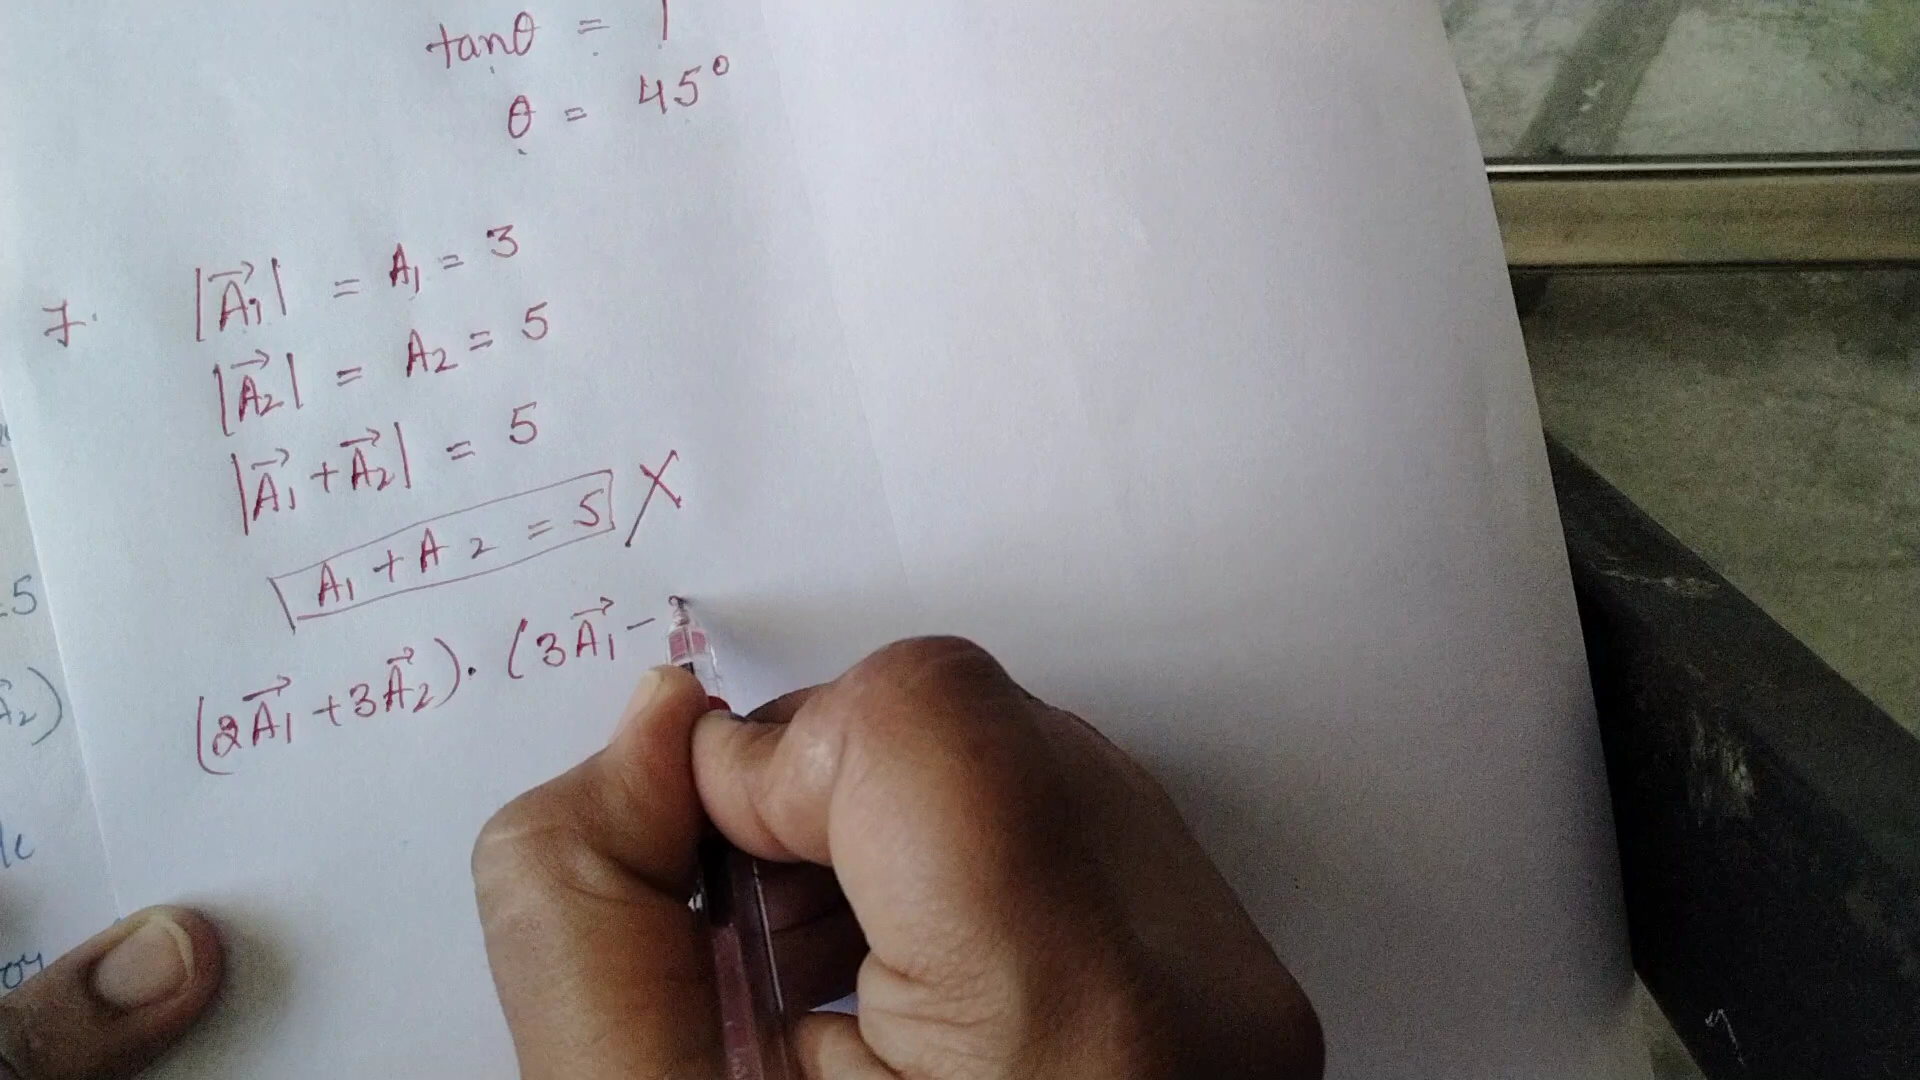 tanθ = 1
θ = 45°
7. |A⃗₁| = A₁ = 3
|A⃗₂| = A₂ = 5
|A⃗₁ + A⃗₂| = 5
A₁ + A₂ = 5 X
(2A⃗₁ + 3A⃗₂) · (3A⃗₁ −